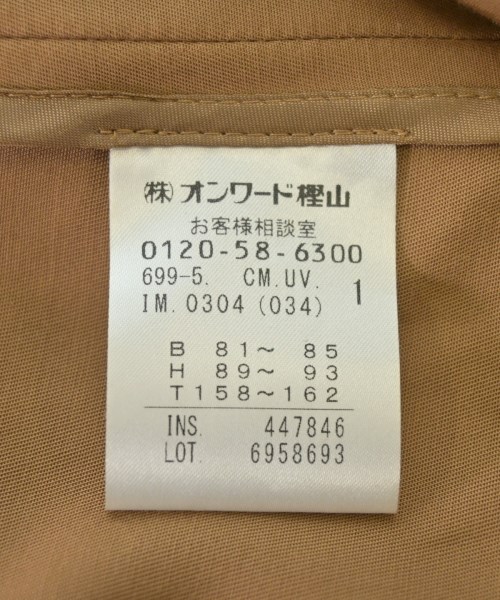 (株)オンワード樫山
お客様相談室
0120-58-6300
699-5. CM.UV.
IM.0304(034) 1
B 81〜 85
H 89〜 93
T158〜162
INS. 447846
LOT. 6958693